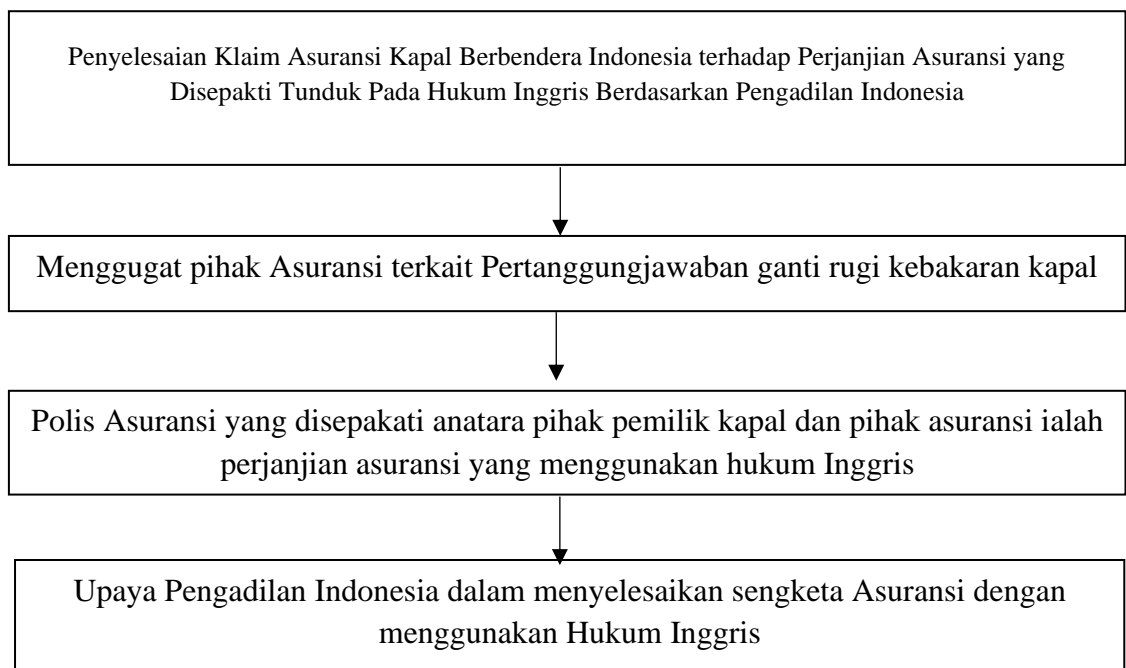 Penyelesaian Klaim Asuransi Kapal Berbendera Indonesia terhadap Perjanjian Asuransi yang
Disepakti Tunduk Pada Hukum Inggris Berdasarkan Pengadilan Indonesia
Menggugat pihak Asuransi terkait Pertanggungjawaban ganti rugi kebakaran kapal
Polis Asuransi yang disepakati anatara pihak pemilik kapal dan pihak asuransi ialah
perjanjian asuransi yang menggunakan hukum Inggris
Upaya Pengadilan Indonesia dalam menyelesaikan sengketa Asuransi dengan
menggunakan Hukum Inggris